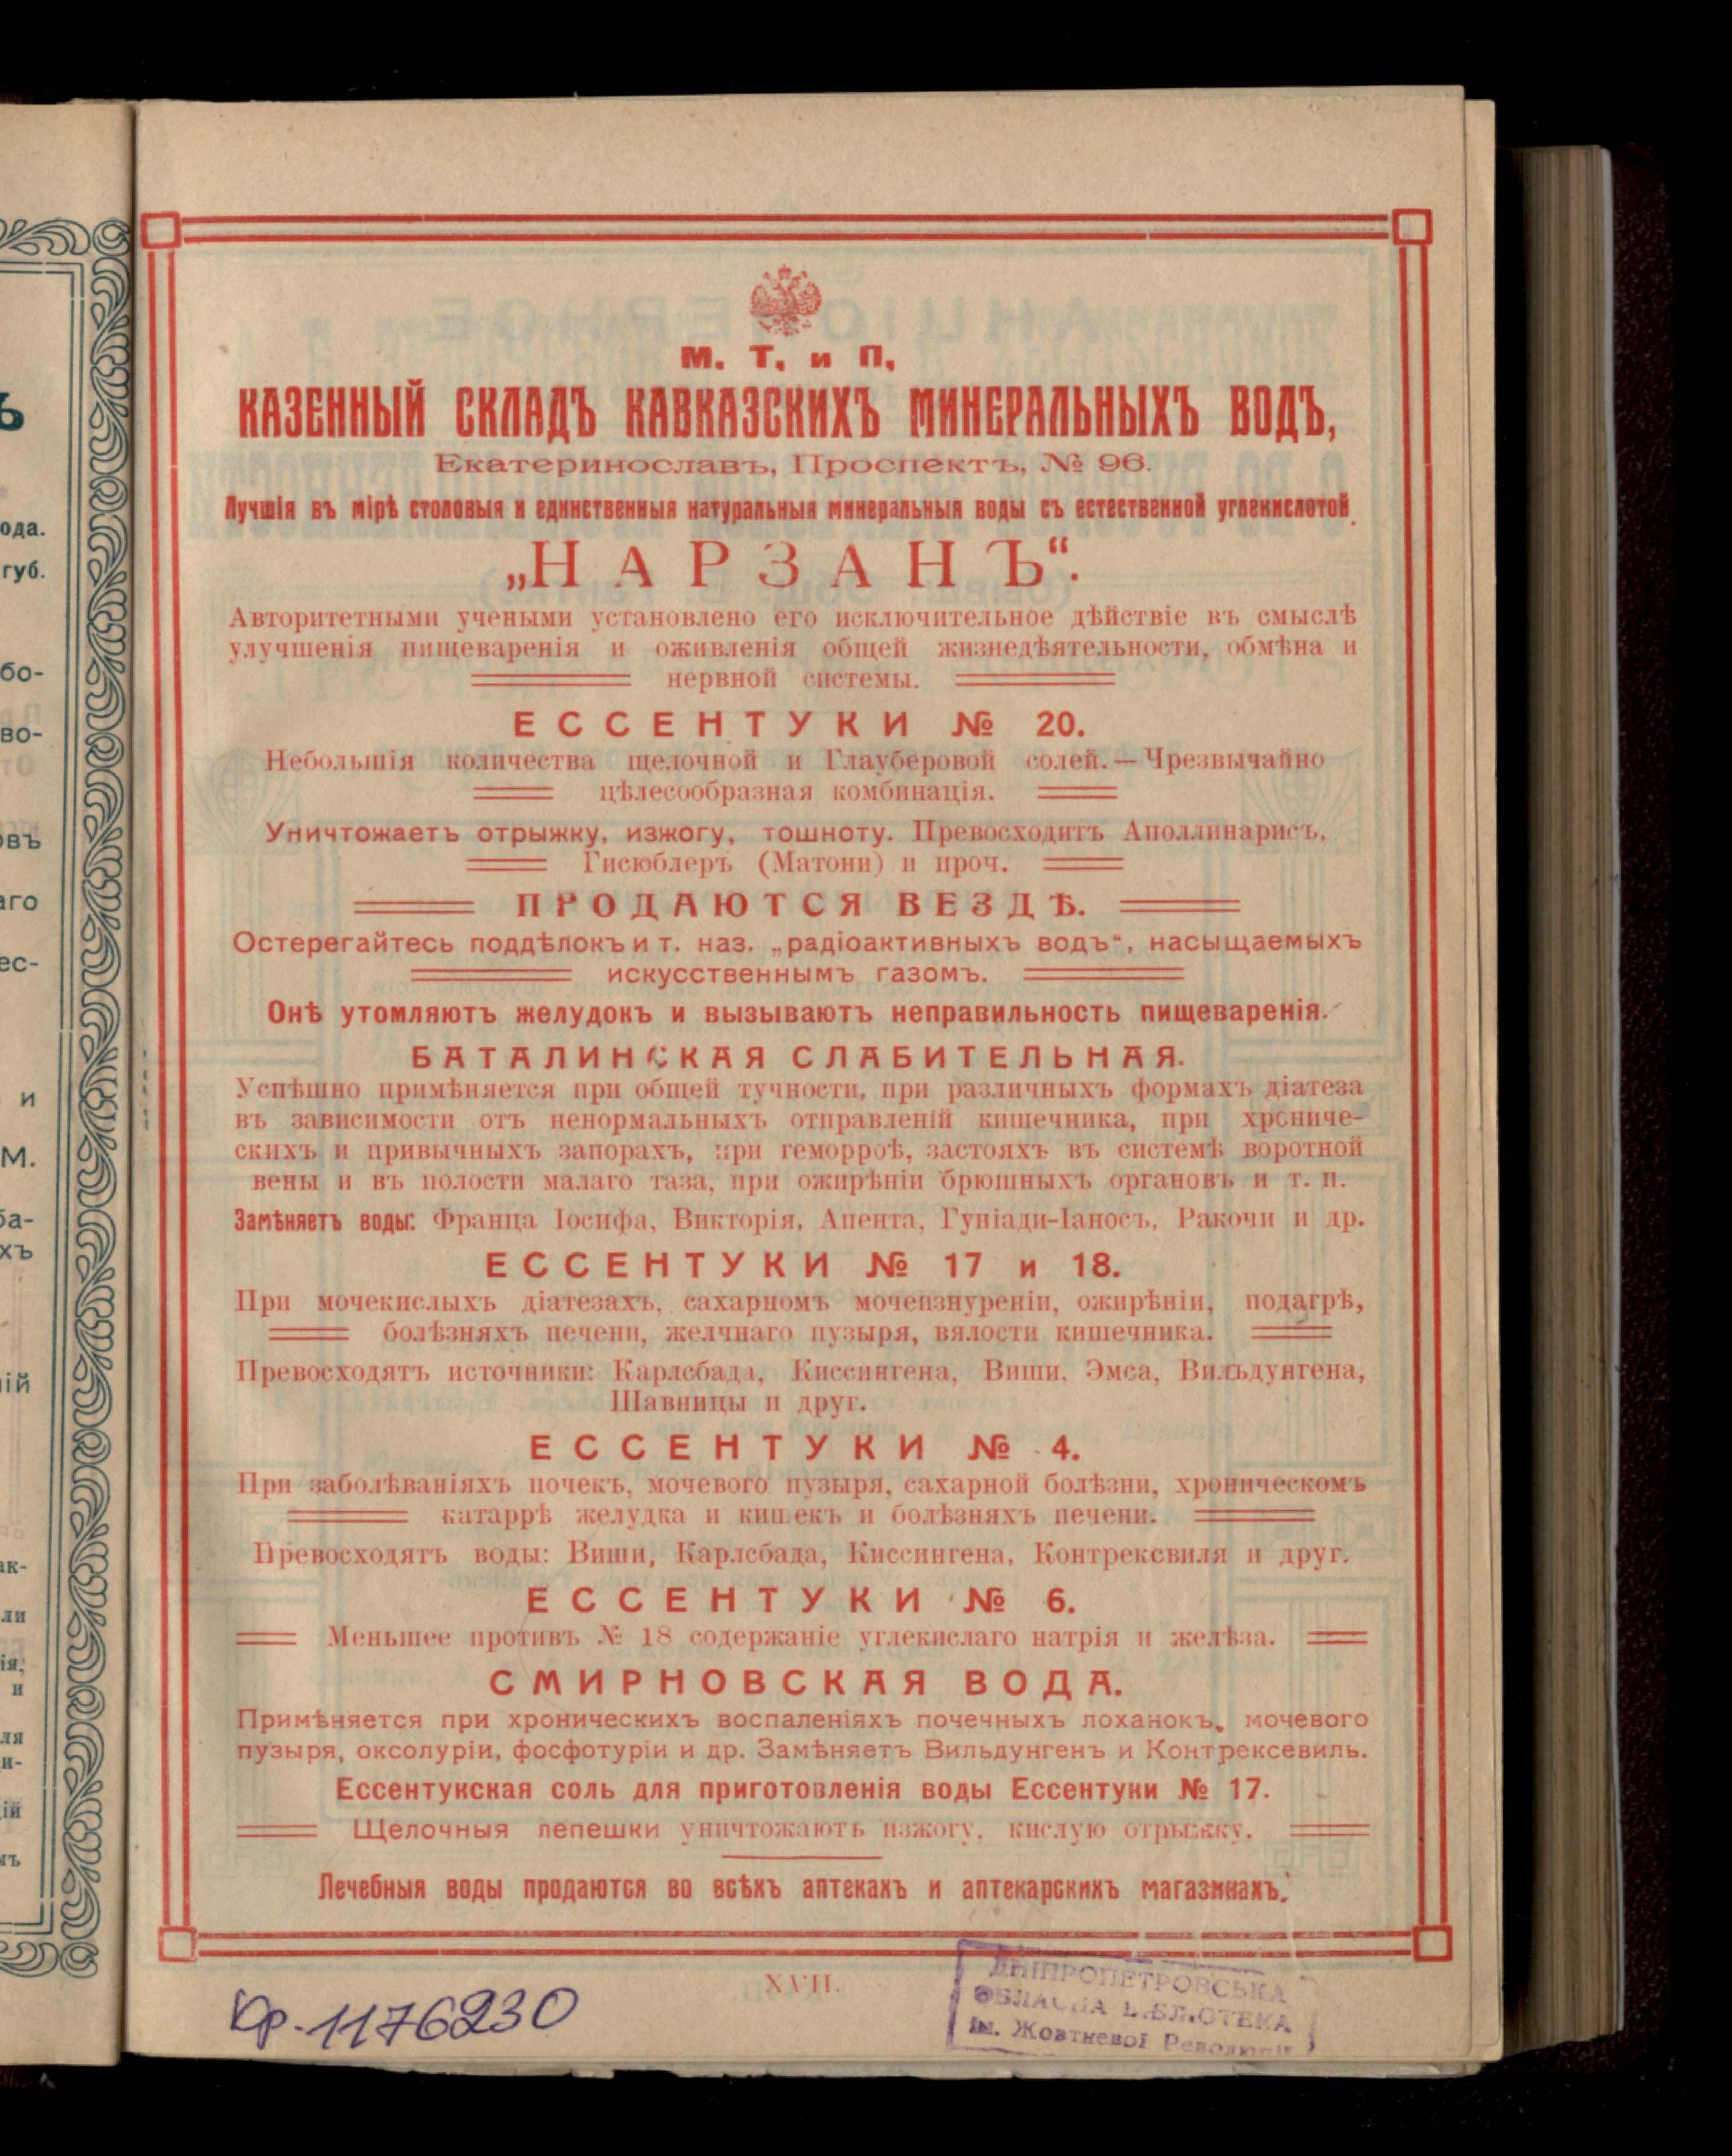 М. Т. и П.
КАЗЕННЫЙ СКЛАДЪ КАВКАЗСКИХЪ МИНЕРАЛЬНЫХЪ ВОДЪ,
Екатеринославъ, Проспектъ, № 96.
Лучшія въ мірѣ столовыя и единственныя натуральныя минеральныя воды съ естественной углекислотой
„НАРЗАНЪ“.
Авторитетными учеными установлено его исключительное дѣйствіе въ смыслѣ
улучшенія пищеваренія и оживленія общей жизнедѣятельности, обмѣна и
нервной системы.
ЕССЕНТУКИ № 20.
Небольшія количества щелочной и Глауберовой солей.—Чрезвычайно
цѣлесообразная комбинація.
Уничтожаетъ отрыжку, изжогу, тошноту. Превосходитъ Аполлинарисъ,
Гисюблеръ (Матони) и проч.
ПРОДАЮТСЯ ВЕЗДѢ.
Остерегайтесь поддѣлокъ и т. наз. „радіоактивныхъ водъ“, насыщаемыхъ
искусственнымъ газомъ.
Онѣ утомляютъ желудокъ и вызываютъ неправильность пищеваренія.
БАТАЛИНСКАЯ СЛАБИТЕЛЬНАЯ.
Успѣшно примѣняется при общей тучности, при различныхъ формахъ діатеза
въ зависимости отъ ненормальныхъ отправленій кишечника, при хрониче-
скихъ и привычныхъ запорахъ, при геморроѣ, застояхъ въ системѣ воротной
вены и въ полости малаго таза, при ожирѣніи брюшныхъ органовъ и т. п.
Замѣняетъ воды: Франца Іосифа, Викторія, Апента, Гуніади-Іаносъ, Ракочи и др.
ЕССЕНТУКИ № 17 и 18.
При мочекислыхъ діатезахъ, сахарномъ мочеизнуреніи, ожирѣніи, подагрѣ,
болѣзняхъ печени, желчнаго пузыря, вялости кишечника.
Превосходятъ источники: Карлсбада, Киссингена, Виши, Эмса, Вильдунгена,
Шавницы и друг.
ЕССЕНТУКИ № 4.
При заболѣваніяхъ почекъ, мочевого пузыря, сахарной болѣзни, хроническомъ
катаррѣ желудка и кишекъ и болѣзняхъ печени.
Превосходятъ воды: Виши, Карлсбада, Киссингена, Контрексвиля и друг.
ЕССЕНТУКИ № 6.
Меньшее противъ № 18 содержаніе углекислаго натрія и желѣза.
СМИРНОВСКАЯ ВОДА.
Примѣняется при хроническихъ воспаленіяхъ почечныхъ лоханокъ, мочевого
пузыря, оксолуріи, фосфотуріи и др. Замѣняетъ Вильдунгенъ и Контрексевиль.
Ессентукская соль для приготовленія воды Ессентуки № 17.
Щелочныя лепешки уничтожаютъ изжогу, кислую отрыжку.
Лечебныя воды продаются во всѣхъ аптекахъ и аптекарскихъ магазинахъ.
XVII.
Кр.-1176230
ДНІПРОПЕТРОВСЬКА
ОБЛАСНА БІБЛІОТЕКА
ім. Жовтневої Революції